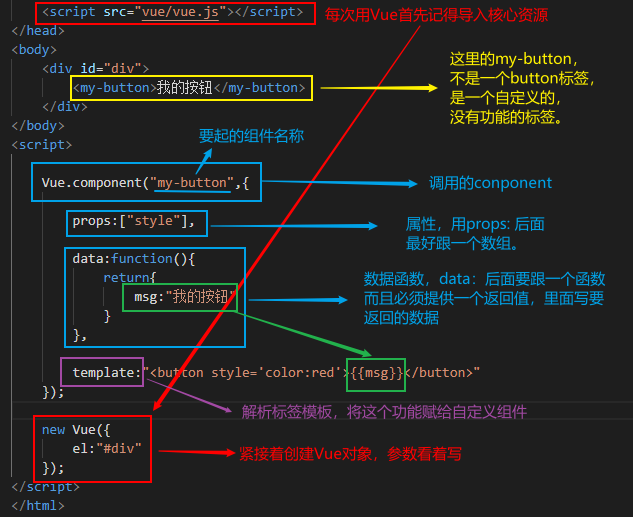 <script src="vue/vue.js"></script>
每次用Vue首先记得导入核心资源
</head>
<body>
<div id="div">
<my-button>我的按钮</my-button>
</div>
</body>
<script>
这里的my-button，
不是一个button标签，
是一个自定义的，
没有功能的标签。
要起的组件名称
Vue.component("my-button",{
调用的conponent
props:["style"],
属性，用props: 后面
最好跟一个数组。
data:function(){
return{
msg:"我的按钮"
}
},
数据函数，data：后面要跟一个函数
而且必须提供一个返回值，里面写要
返回的数据
template:"<button style='color:red'>{{msg}}</button>"
});
解析标签模板，将这个功能赋给自定义组件
new Vue({
el:"#div"
});
紧接着创建Vue对象，参数看着写
</script>
</html>